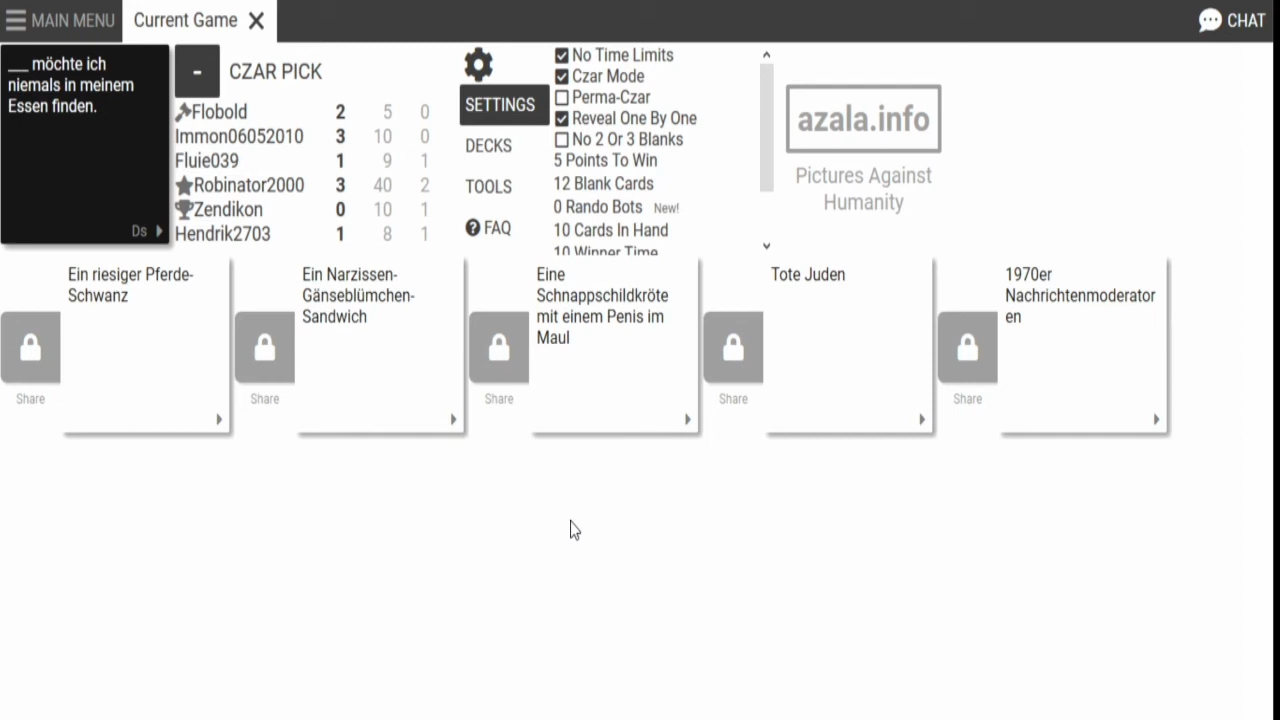 MAIN MENU
Current Game
CHAT
___ möchte ich
niemals in meinem
Essen finden.
Ds
-
CZAR PICK
Flobold 2 5 0
Immon06052010 3 10 0
Fluie039 1 9 1
Robinator2000 3 40 2
Zendikon 0 10 1
Hendrik2703 1 8 1
SETTINGS
DECKS
TOOLS
FAQ
No Time Limits
Czar Mode
Perma-Czar
Reveal One By One
No 2 Or 3 Blanks
5 Points To Win
12 Blank Cards
0 Rando Bots New!
10 Cards In Hand
10 Winner Time
azala.info
Pictures Against
Humanity
Ein riesiger Pferde-
Schwanz
Share
Ein Narzissen-
Gänseblümchen-
Sandwich
Share
Eine
Schnappschildkröte
mit einem Penis im
Maul
Share
Tote Juden
Share
1970er
Nachrichtenmoderator
en
Share